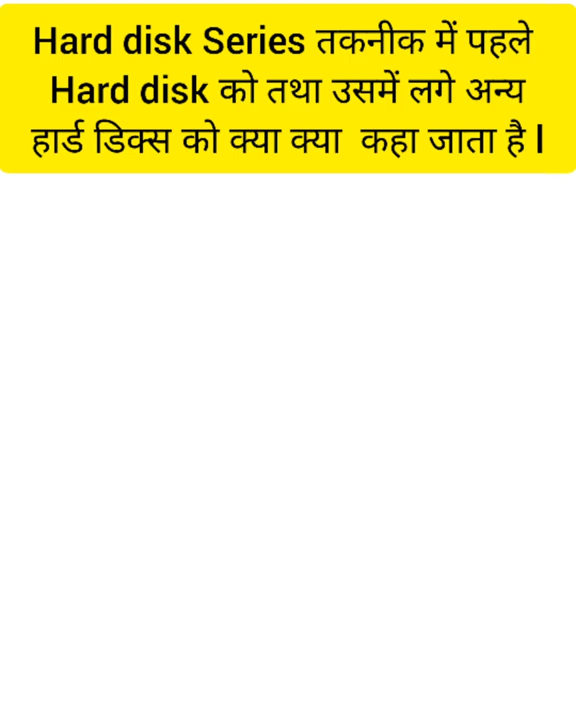 Hard disk Series तकनीक में पहले
Hard disk को तथा उसमें लगे अन्य
हार्ड डिक्स को क्या क्या कहा जाता है l